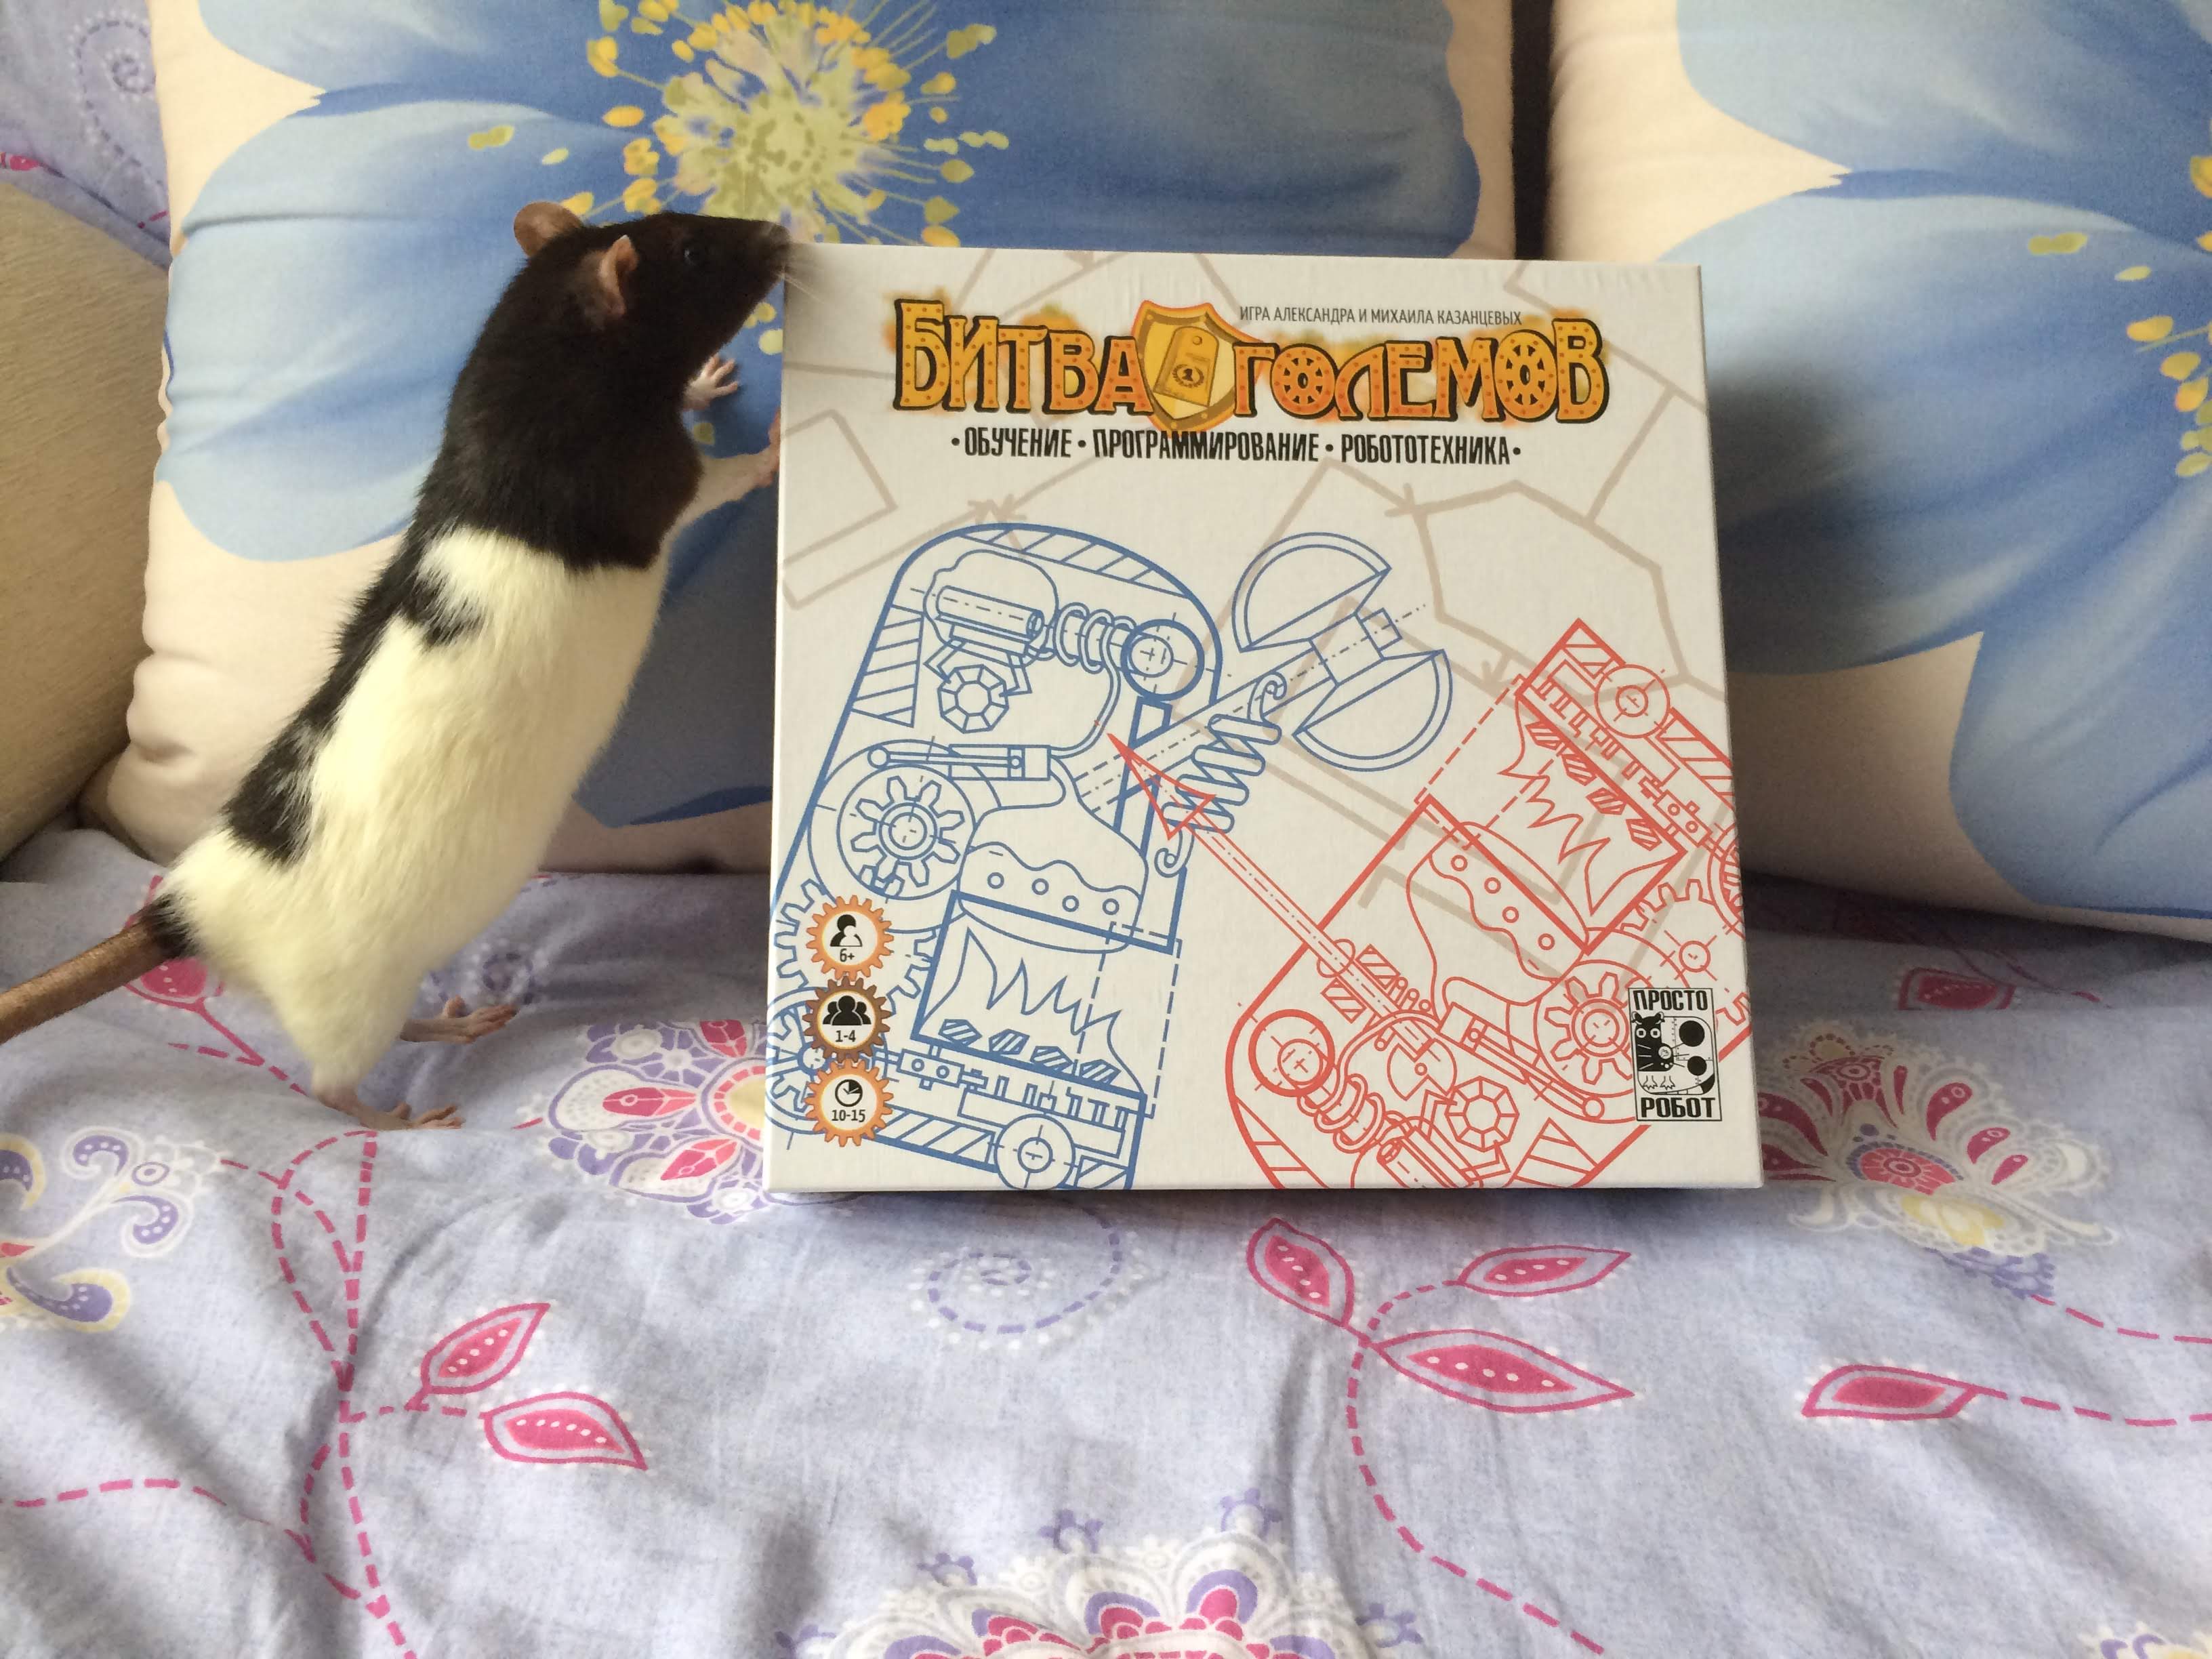 ИГРА АЛЕКСАНДРА И МИХАИЛА КАЗАНЦЕВЫХ
БИТВА ГОЛЕМОВ
•ОБУЧЕНИЕ•ПРОГРАММИРОВАНИЕ•РОБОТОТЕХНИКА•
6+
1-4
10-15
ПРОСТО
РОБОТ